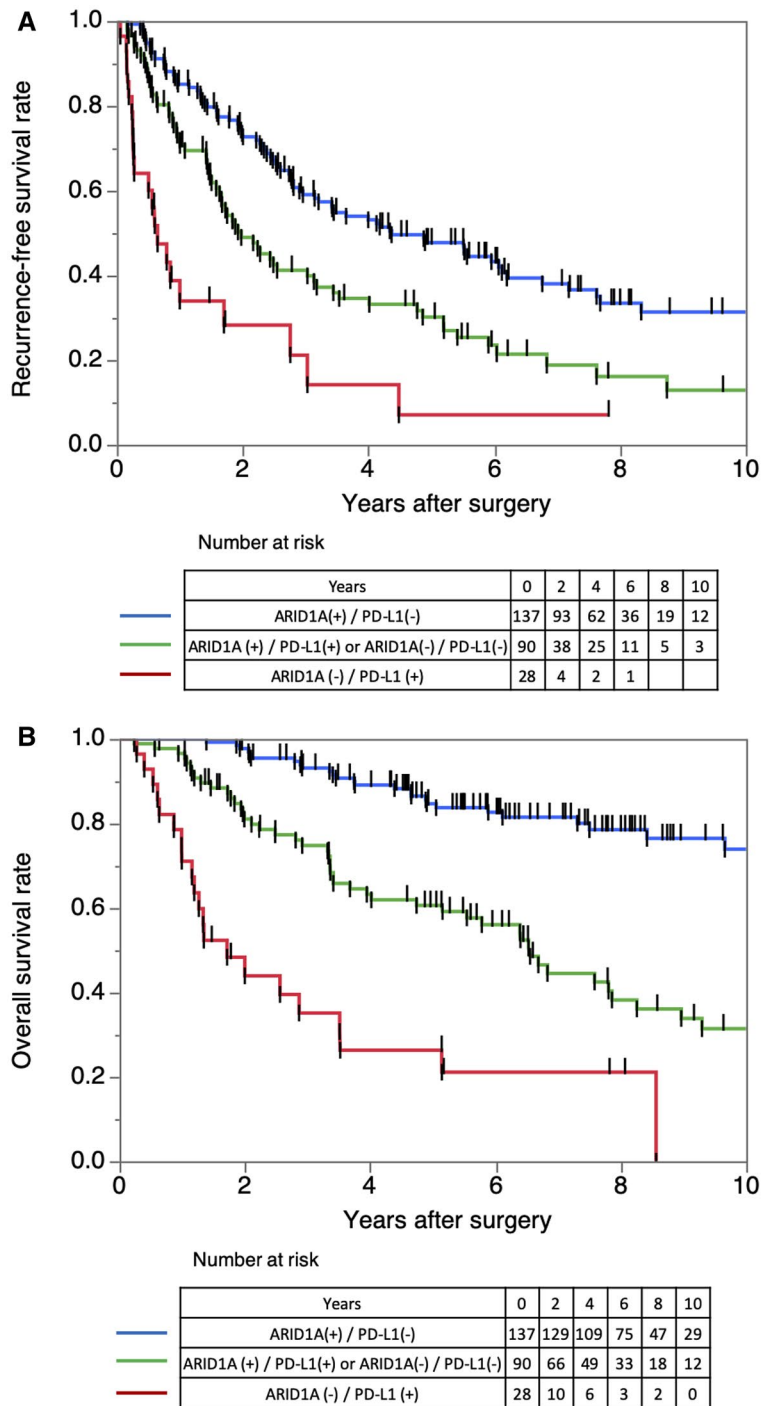 A
Recurrence-free survival rate
1.0
0.8
0.6
0.4
0.2
0.0
0 2 4 6 8 10
Years after surgery
Number at risk
Years 0 2 4 6 8 10
ARID1A(+) / PD-L1(-) 137 93 62 36 19 12
ARID1A (+) / PD-L1(+) or ARID1A(-) / PD-L1(-) 90 38 25 11 5 3
ARID1A (-) / PD-L1 (+) 28 4 2 1
B
Overall survival rate
1.0
0.8
0.6
0.4
0.2
0.0
0 2 4 6 8 10
Years after surgery
Number at risk
Years 0 2 4 6 8 10
ARID1A(+) / PD-L1(-) 137 129 109 75 47 29
ARID1A (+) / PD-L1(+) or ARID1A(-) / PD-L1(-) 90 66 49 33 18 12
ARID1A (-) / PD-L1 (+) 28 10 6 3 2 0